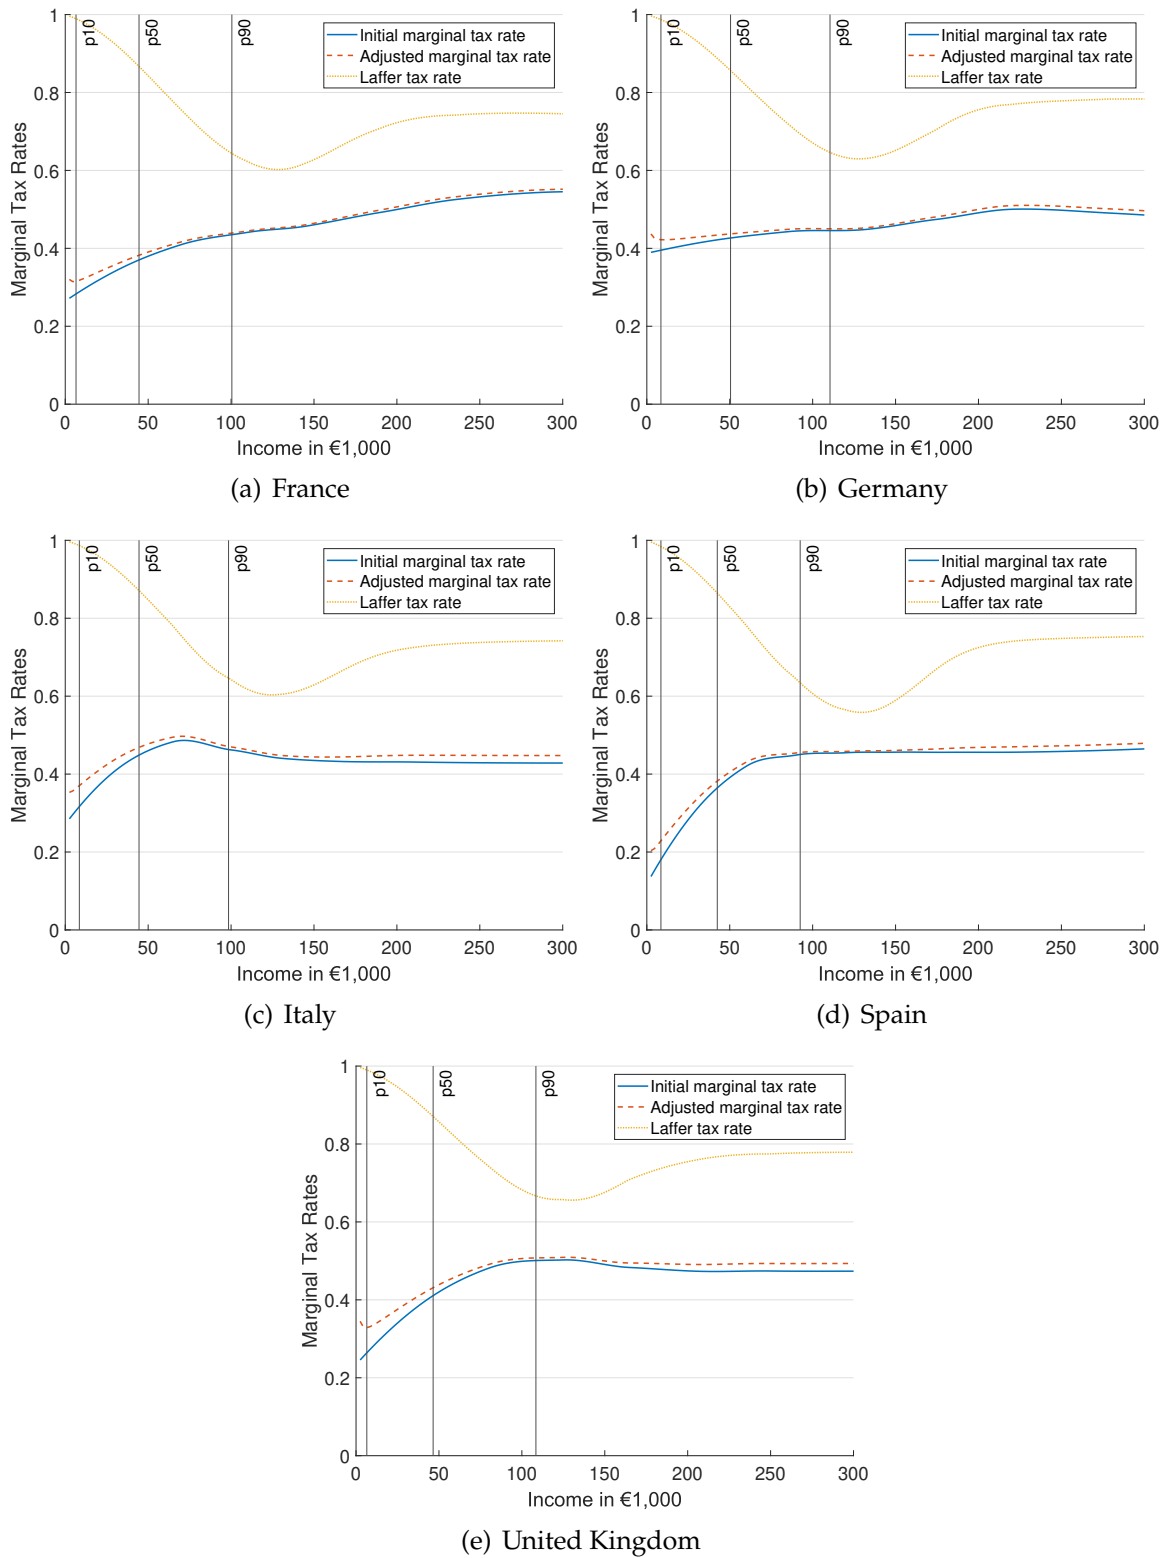 1
0.8
0.6
0.4
0.2
0
Marginal Tax Rates
p10
p50
p90
Initial marginal tax rate
Adjusted marginal tax rate
Laffer tax rate
0 50 100 150 200 250 300
Income in €1,000
(a) France
1
0.8
0.6
0.4
0.2
0
Marginal Tax Rates
p10
p50
p90
Initial marginal tax rate
Adjusted marginal tax rate
Laffer tax rate
0 50 100 150 200 250 300
Income in €1,000
(b) Germany
1
0.8
0.6
0.4
0.2
0
Marginal Tax Rates
p10
p50
p90
Initial marginal tax rate
Adjusted marginal tax rate
Laffer tax rate
0 50 100 150 200 250 300
Income in €1,000
(c) Italy
1
0.8
0.6
0.4
0.2
0
Marginal Tax Rates
p10
p50
p90
Initial marginal tax rate
Adjusted marginal tax rate
Laffer tax rate
0 50 100 150 200 250 300
Income in €1,000
(d) Spain
1
0.8
0.6
0.4
0.2
0
Marginal Tax Rates
p10
p50
p90
Initial marginal tax rate
Adjusted marginal tax rate
Laffer tax rate
0 50 100 150 200 250 300
Income in €1,000
(e) United Kingdom